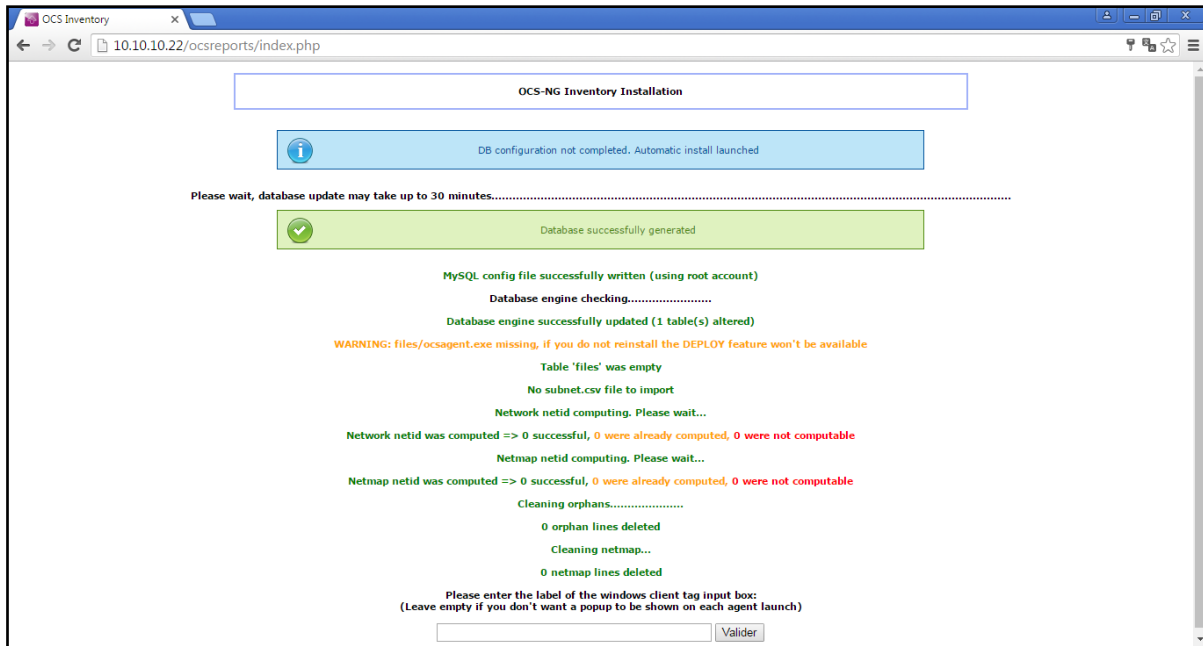 OCS Inventory
10.10.10.22/ocsreports/index.php
OCS-NG Inventory Installation
DB configuration not completed. Automatic install launched
Please wait, database update may take up to 30 minutes....................................................................................................................................................
Database successfully generated
MySQL config file successfully written (using root account)
Database engine checking........................
Database engine successfully updated (1 table(s) altered)
WARNING: files/ocsagent.exe missing, if you do not reinstall the DEPLOY feature won't be available
Table 'files' was empty
No subnet.csv file to import
Network netid computing. Please wait...
Network netid was computed => 0 successful, 0 were already computed, 0 were not computable
Netmap netid computing. Please wait...
Netmap netid was computed => 0 successful, 0 were already computed, 0 were not computable
Cleaning orphans.....................
0 orphan lines deleted
Cleaning netmap...
0 netmap lines deleted
Please enter the label of the windows client tag input box:
(Leave empty if you don't want a popup to be shown on each agent launch)
Valider